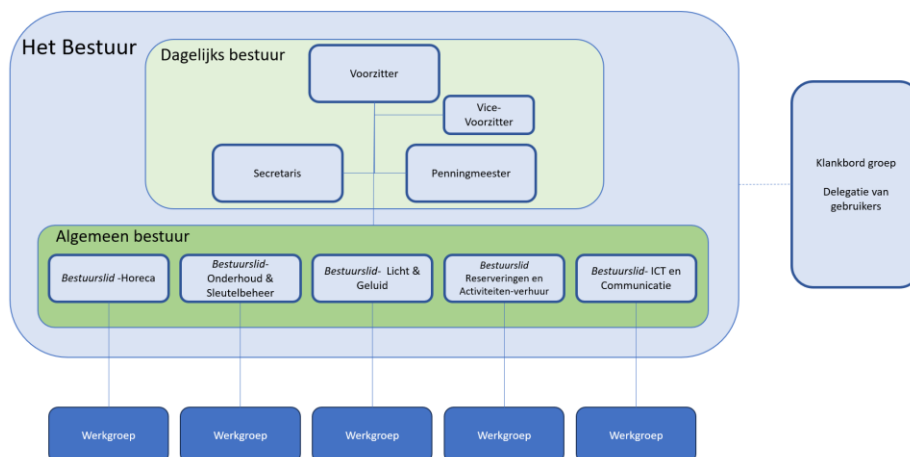 Het Bestuur
Dagelijks bestuur
Voorzitter
Vice-
Voorzitter
Secretaris
Penningmeester
Klankbord groep
Delegatie van
gebruikers
Algemeen bestuur
Bestuurslid -Horeca
Bestuurslid-
Onderhoud &
Sleutelbeheer
Bestuurslid- Licht &
Geluid
Bestuurslid
Reserveringen en
Activiteiten-verhuur
Bestuurslid- ICT en
Communicatie
Werkgroep
Werkgroep
Werkgroep
Werkgroep
Werkgroep